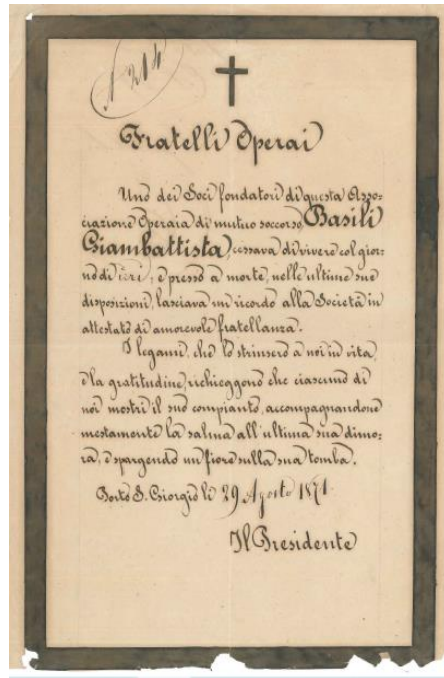 N 204
Fratelli Operai
Uno dei Soci fondatori di questa Asso=
ciazione Operaia di mutuo soccorso, Basili
Giambattista, cessava di vivere col gior=
no di ieri, e presso a morte, nelle ultime sue
disposizioni, lasciava un ricordo alla Società in
attestato di amorevole fratellanza.
I legami, che lo strinsero a noi in vita,
e la gratitudine, richieggono che ciascuno di
noi mostri il suo compianto, accompagnandone
mestamente la salma all'ultima sua dimo=
ra, e spargendo un fiore sulla sua tomba.
Porto S. Giorgio li 29 Agosto 1871.
Il Presidente